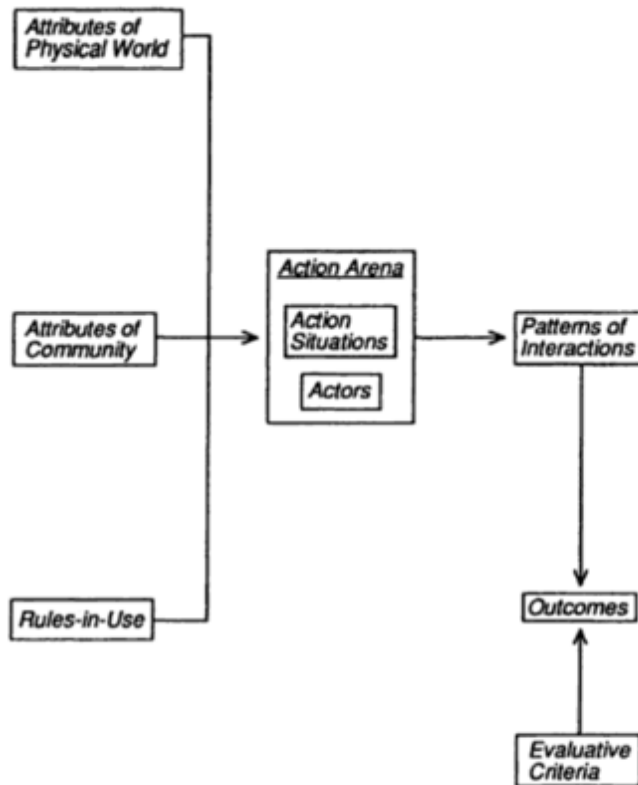 Attributes of
Physical World
Action Arena
Action
Situations
Actors
Attributes of
Community
Patterns of
Interactions
Rules-in-Use
Outcomes
Evaluative
Criteria